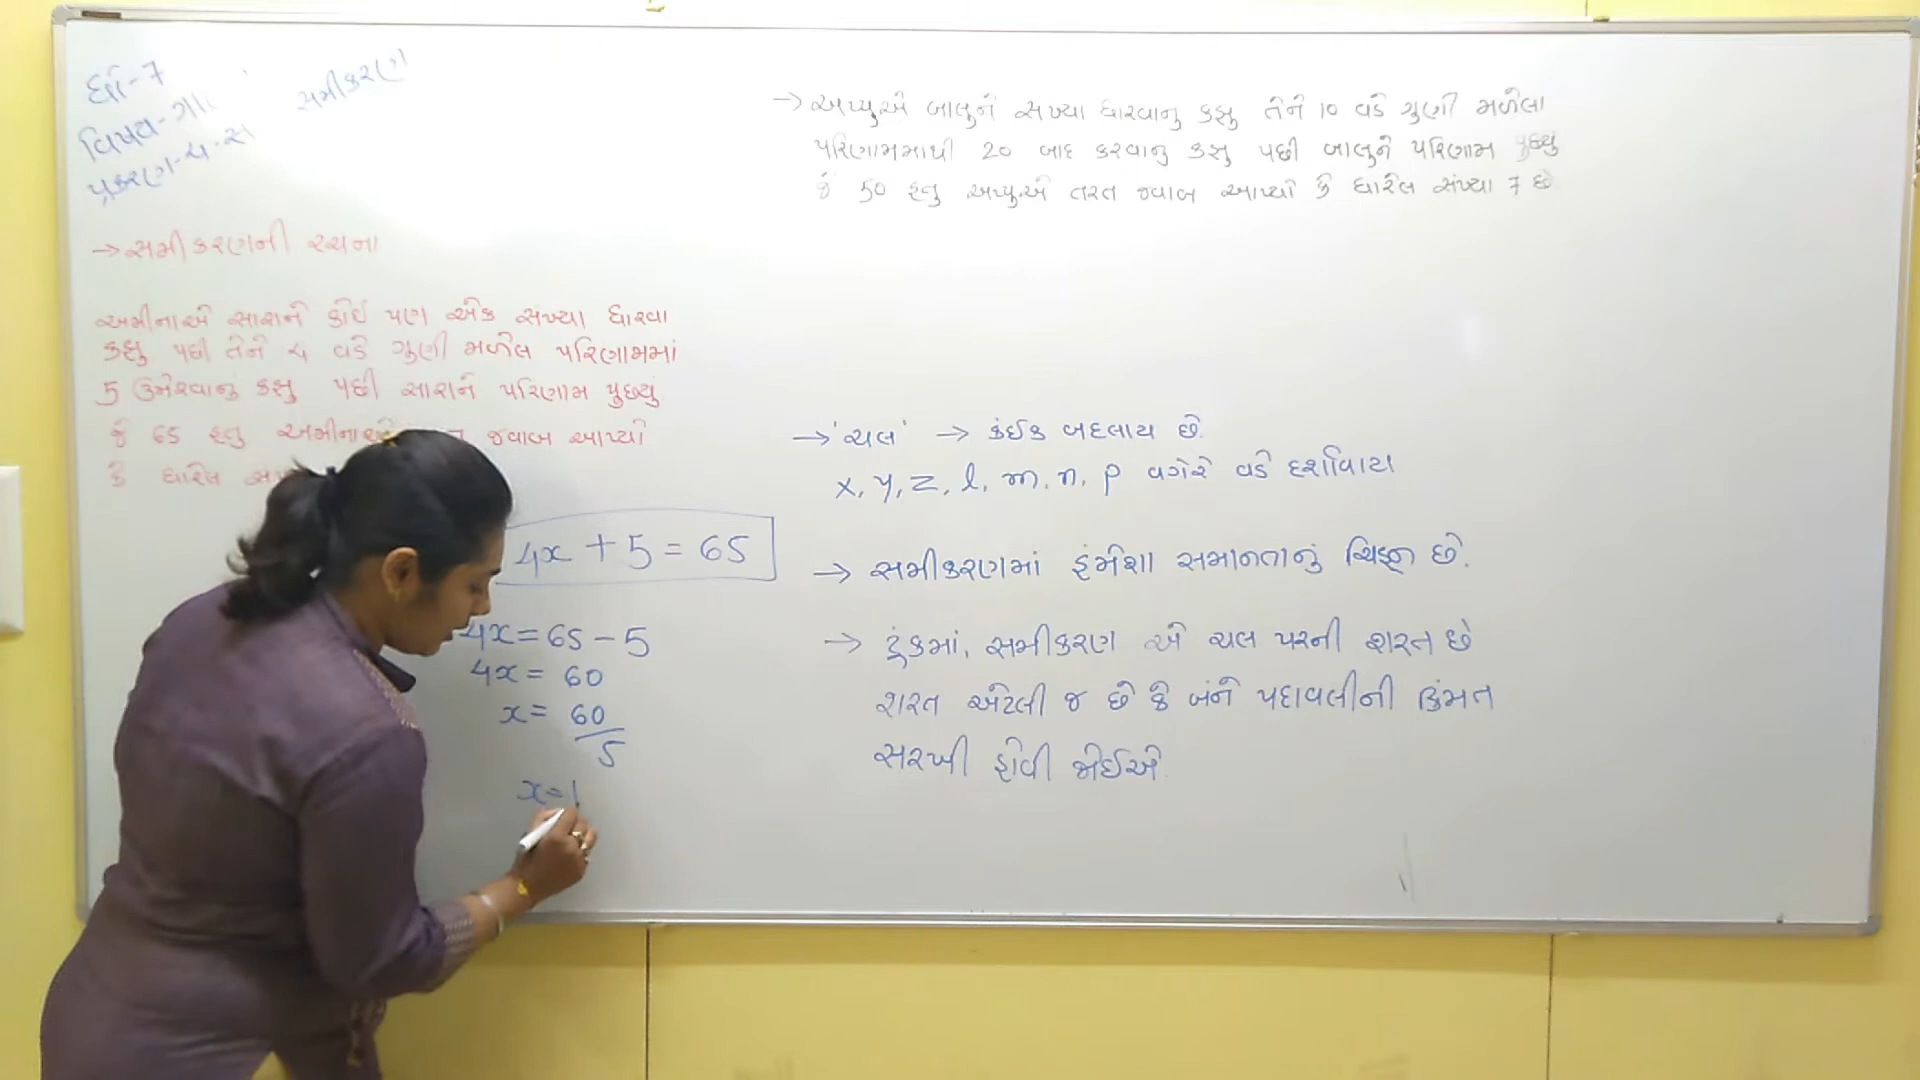 ધો-7
વિષય-ગ
પ્રકરણ-4-સ
સમીકરણ
→ સમીકરણની રચના
અમીનાએ સારાને કોઈ પણ એક સંખ્યા ધારવા
કહ્યુ પછી તેને 4 વડે ગુણી મળેલ પરિણામમાં
5 ઉમેરવાનું કહ્યુ પછી સારાને પરિણામ પુછ્યું
જે 65 હતુ અમીનાએ જવાબ આપ્યો
કે ધારેલ
4x + 5 = 65
4x = 65 - 5
4x = 60
x = 60
5
x = 1
→ અપ્પુએ બાલુને સંખ્યા ધારવાનુ કહ્યુ તેને 10 વડે ગુણી મળેલા
પરિણામમાથી 20 બાદ કરવાનુ કહ્યુ પછી બાલુને પરિણામ પુછ્યું
જે 50 હતુ અપ્પુએ તરત જવાબ આપ્યો કે ધારેલ સંખ્યા 7 છે
→ 'ચલ' → કંઈક બદલાય છે.
x, y, z, l, m, n, p વગેરે વડે દર્શાવાય
→ સમીકરણમાં હંમેશા સમાનતાનું ચિહ્ન છે.
→ ટુંકમાં, સમીકરણ એ ચલ પરની શરત છે
શરત એટલી જ છે કે બંને પદાવલીની કિંમત
સરખી હોવી જોઈએ.